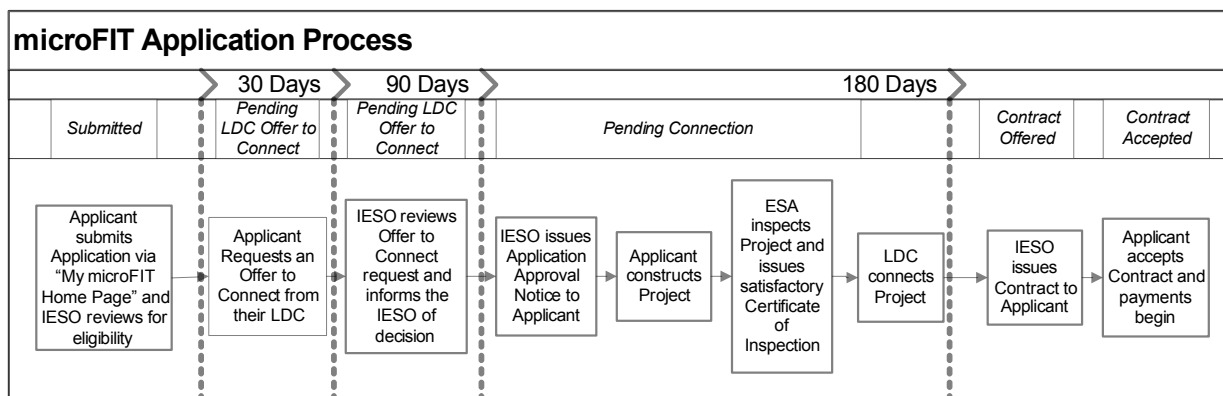 microFIT Application Process
30 Days
90 Days
180 Days
Submitted
Pending
LDC Offer to
Connect
Pending LDC
Offer to
Connect
Pending Connection
Contract
Offered
Contract
Accepted
Applicant
submits
Application via
“My microFIT
Home Page” and
IESO reviews for
eligibility
Applicant
Requests an
Offer to
Connect from
their LDC
IESO reviews
Offer to
Connect
request and
informs the
IESO of
decision
IESO issues
Application
Approval
Notice to
Applicant
Applicant
constructs
Project
ESA
inspects
Project and
issues
satisfactory
Certificate
of
Inspection
LDC
connects
Project
IESO
issues
Contract to
Applicant
Applicant
accepts
Contract and
payments
begin